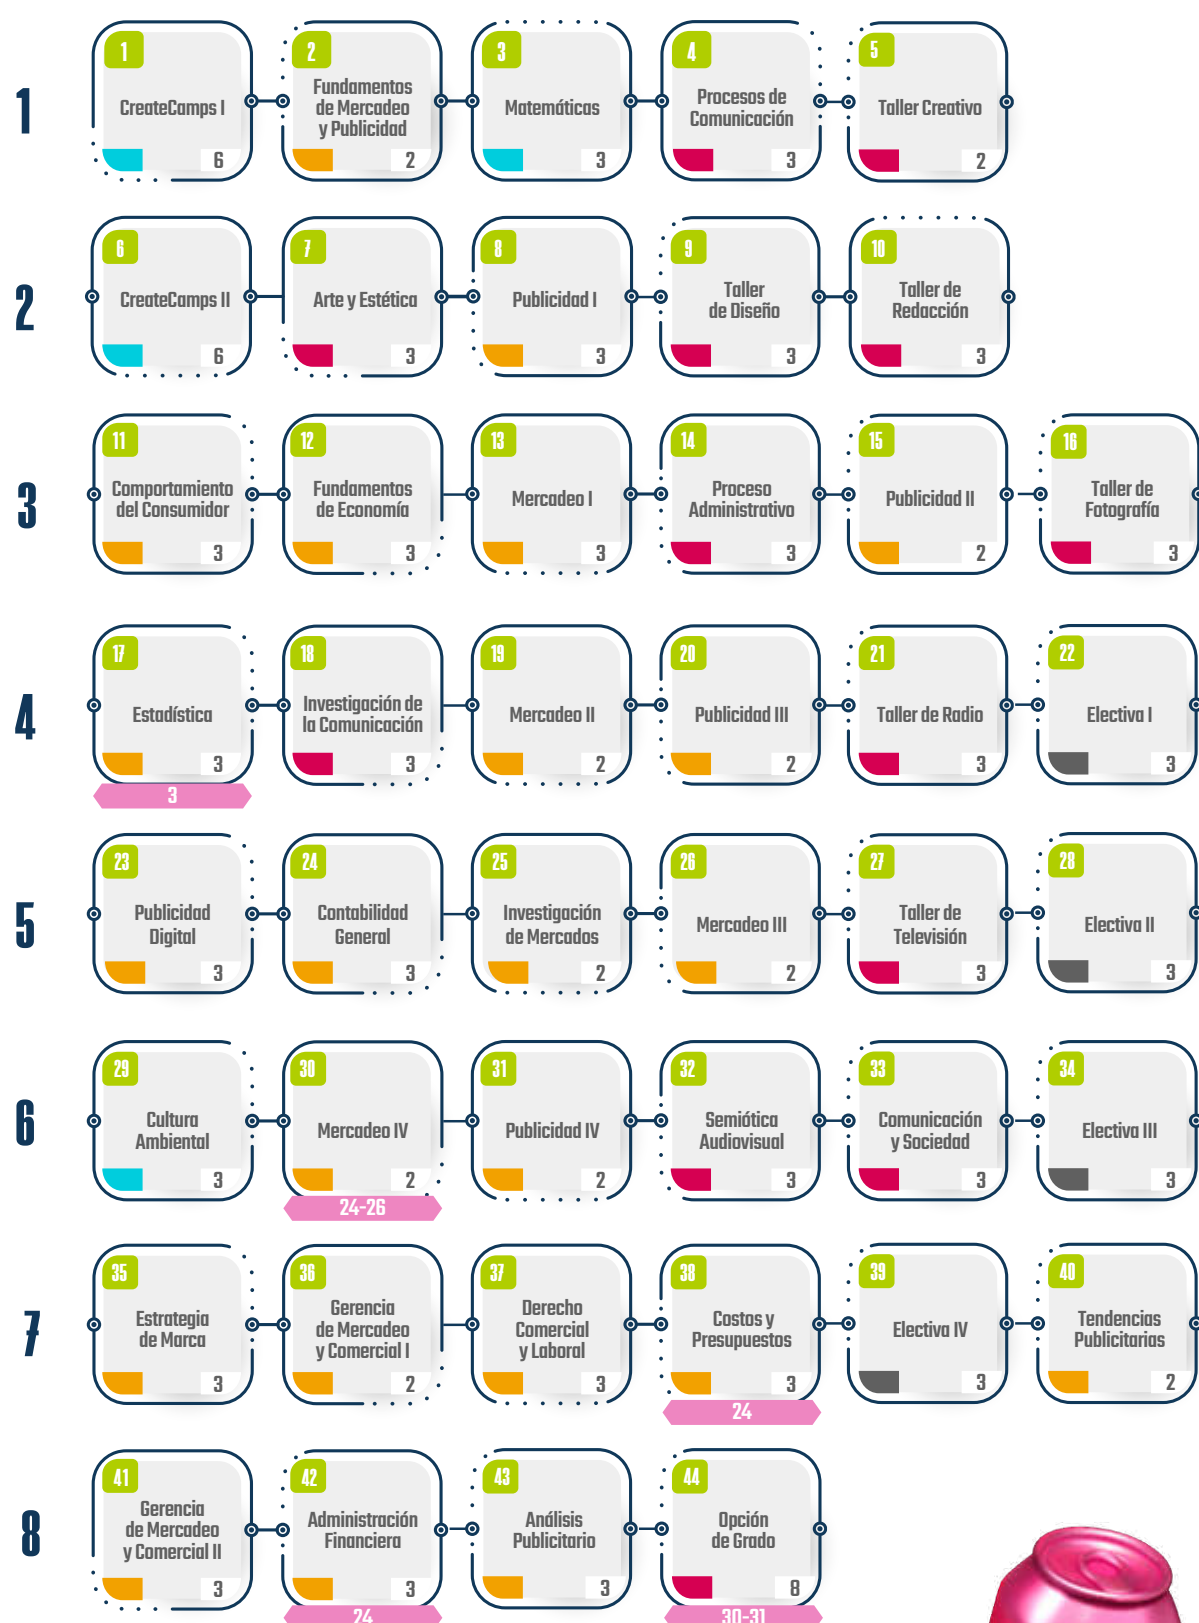 1
1
CreateCamps I
6
2
Fundamentos
de Mercadeo
y Publicidad
2
3
Matemáticas
3
4
Procesos de
Comunicación
3
5
Taller Creativo
2
2
6
CreateCamps II
6
7
Arte y Estética
3
8
Publicidad I
3
9
Taller
de Diseño
3
10
Taller de
Redacción
3
3
11
Comportamiento
del Consumidor
3
12
Fundamentos
de Economía
3
13
Mercadeo I
3
14
Proceso
Administrativo
3
15
Publicidad II
2
16
Taller de
Fotografía
3
4
17
Estadística
3
3
18
Investigación de
la Comunicación
3
19
Mercadeo II
2
20
Publicidad III
2
21
Taller de Radio
3
22
Electiva I
3
5
23
Publicidad
Digital
3
24
Contabilidad
General
3
25
Investigación
de Mercados
2
26
Mercadeo III
2
27
Taller de
Televisión
3
28
Electiva II
3
6
29
Cultura
Ambiental
3
30
Mercadeo IV
2
24-26
31
Publicidad IV
2
32
Semiótica
Audiovisual
3
33
Comunicación
y Sociedad
3
34
Electiva III
3
7
35
Estrategia
de Marca
3
36
Gerencia
de Mercadeo
y Comercial I
2
37
Derecho
Comercial
y Laboral
3
38
Costos y
Presupuestos
3
24
39
Electiva IV
3
40
Tendencias
Publicitarias
2
8
41
Gerencia
de Mercadeo
y Comercial II
3
42
Administración
Financiera
3
24
43
Análisis
Publicitario
3
44
Opción
de Grado
8
30-31